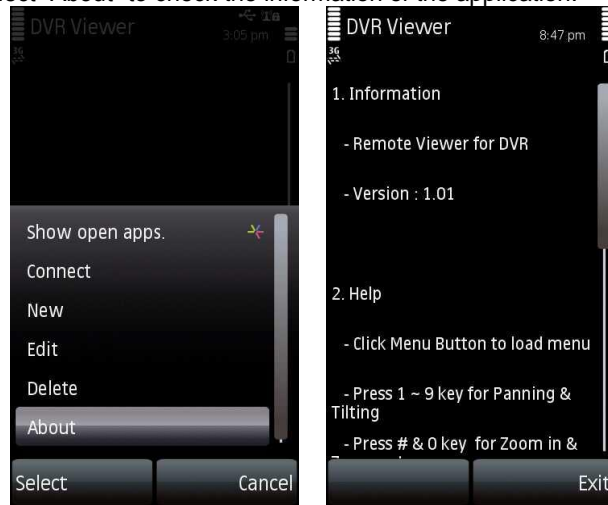 "About" to check the information of the application.
DVR Viewer
3:05 pm
3G
Show open apps.
Connect
New
Edit
Delete
About
Select
Cancel
DVR Viewer
8:47 pm
3G
1. Information
- Remote Viewer for DVR
- Version : 1.01
2. Help
- Click Menu Button to load menu
- Press 1 ~ 9 key for Panning &
Tilting
- Press # & 0 key for Zoom in &
Exit